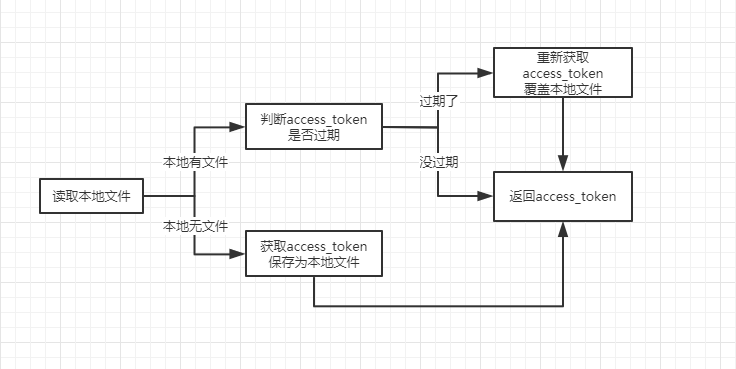 读取本地文件
本地有文件
本地无文件
判断access_token
是否过期
获取access_token
保存为本地文件
过期了
没过期
重新获取
access_token
覆盖本地文件
返回access_token